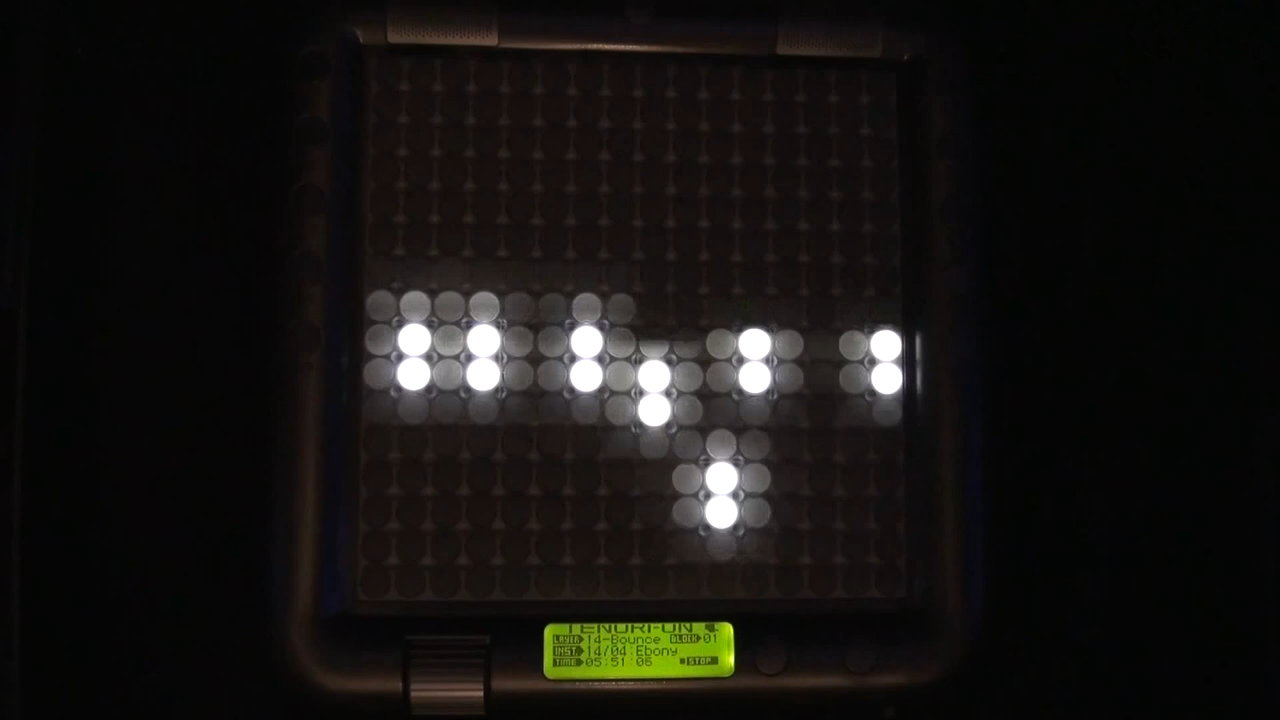 TENORI-ON
LAYER 14-Bounce BLOCK 01
INST. 14/04:Ebony
TIME 05:51:06 STOP